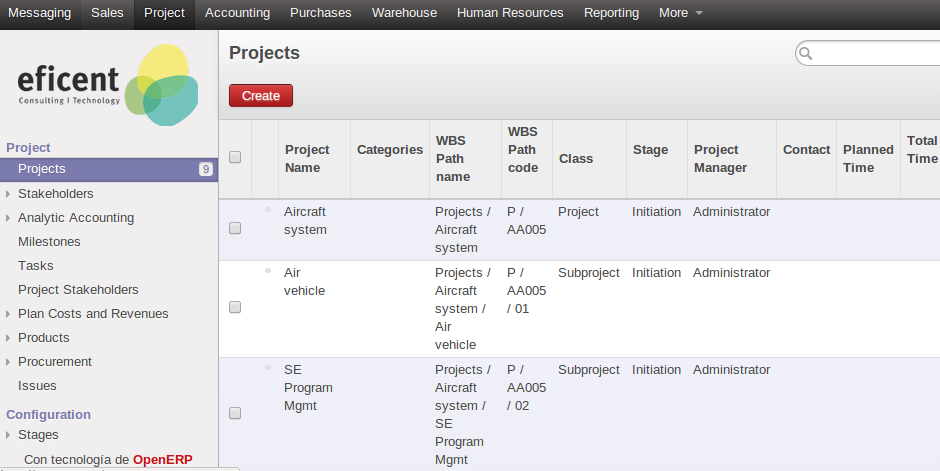 Messaging Sales Project Accounting Purchases Warehouse Human Resources Reporting More
eficent
Consulting | Technology
Project
Projects 9
Stakeholders
Analytic Accounting
Milestones
Tasks
Project Stakeholders
Plan Costs and Revenues
Products
Procurement
Issues
Configuration
Stages
Con tecnología de OpenERP
Projects
Create
Project Name Categories WBS Path name WBS Path code Class Stage Project Manager Contact Planned Time Total Time
Aircraft system Projects / Aircraft system P / AA005 Project Initiation Administrator
Air vehicle Projects / Aircraft system / Air vehicle P / AA005 / 01 Subproject Initiation Administrator
SE Program Mgmt Projects / Aircraft system / SE Program Mgmt P / AA005 / 02 Subproject Initiation Administrator